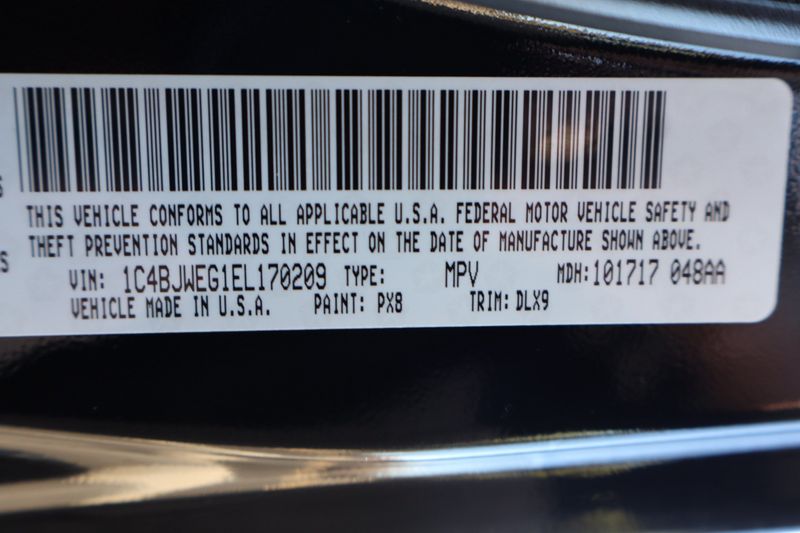 S
THIS VEHICLE CONFORMS TO ALL APPLICABLE U.S.A. FEDERAL MOTOR VEHICLE SAFETY AND
THEFT PREVENTION STANDARDS IN EFFECT ON THE DATE OF MANUFACTURE SHOWN ABOVE.
S
VIN: 1C4BJWEG1EL170209 TYPE: MPV MDH:101717 048AA
VEHICLE MADE IN U.S.A. PAINT: PX8 TRIM: DLX9